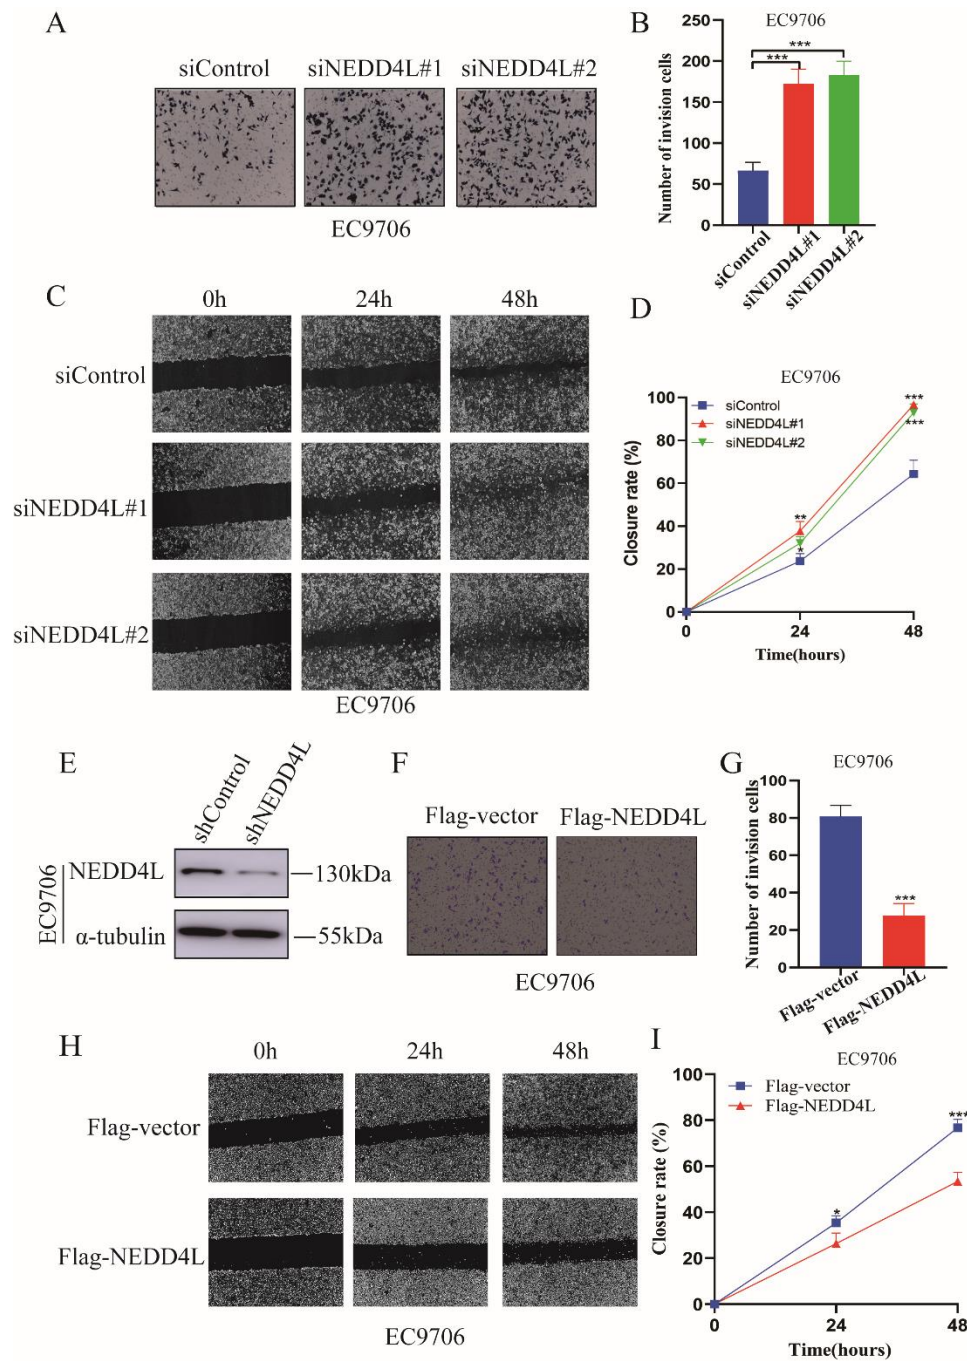 A
siControl siNEDD4L#1 siNEDD4L#2
EC9706
B
EC9706
Number of invision cells
250
200
150
100
50
0
***
***
siControl
siNEDD4L#1
siNEDD4L#2
C
0h 24h 48h
siControl
siNEDD4L#1
siNEDD4L#2
EC9706
D
EC9706
siControl
siNEDD4L#1
siNEDD4L#2
Closure rate (%)
100
80
60
40
20
0
**
*
***
***
0 24 48
Time(hours)
E
shControl shNEDD4L
EC9706
NEDD4L 130kDa
α-tubulin 55kDa
F
Flag-vector Flag-NEDD4L
EC9706
G
EC9706
Number of invision cells
100
80
60
40
20
0
***
Flag-vector
Flag-NEDD4L
H
0h 24h 48h
Flag-vector
Flag-NEDD4L
EC9706
I
EC9706
Flag-vector
Flag-NEDD4L
Closure rate (%)
100
80
60
40
20
0
*
***
0 24 48
Time(hours)